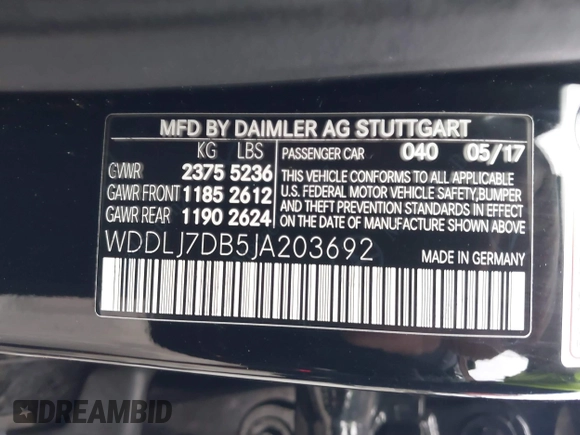 MFD BY DAIMLER AG STUTTGART
KG LBS PASSENGER CAR 040 05/17
GVWR 2375 5236
GAWR FRONT 1185 2612
GAWR REAR 1190 2624
THIS VEHICLE CONFORMS TO ALL APPLICABLE
U.S. FEDERAL MOTOR VEHICLE SAFETY, BUMPER
AND THEFT PREVENTION STANDARDS IN EFFECT
ON THE DATE OF MANUFACTURE SHOWN ABOVE
WDDLJ7DB5JA203692 MADE IN GERMANY
DREAMBID